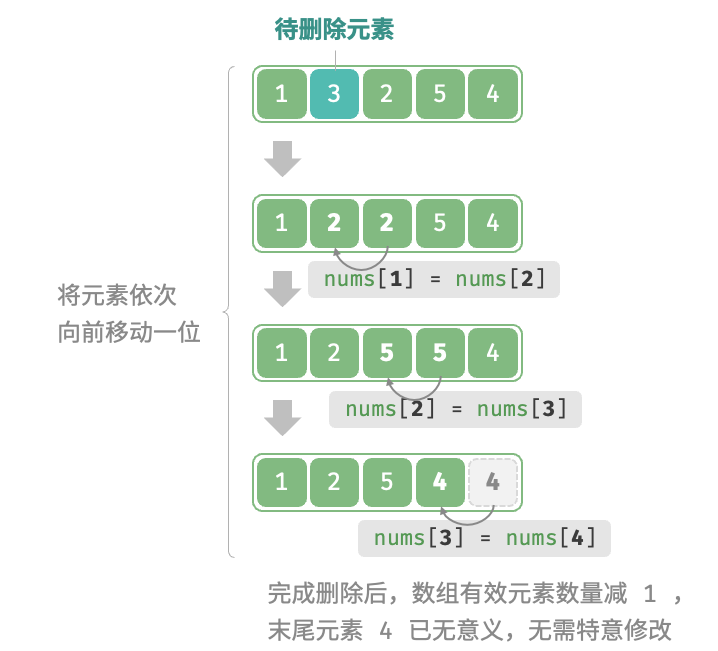 待删除元素
1 3 2 5 4
1 2 2 5 4
nums[1] = nums[2]
将元素依次
向前移动一位
1 2 5 5 4
nums[2] = nums[3]
1 2 5 4 4
nums[3] = nums[4]
完成删除后，数组有效元素数量减 1 ，
末尾元素 4 已无意义，无需特意修改